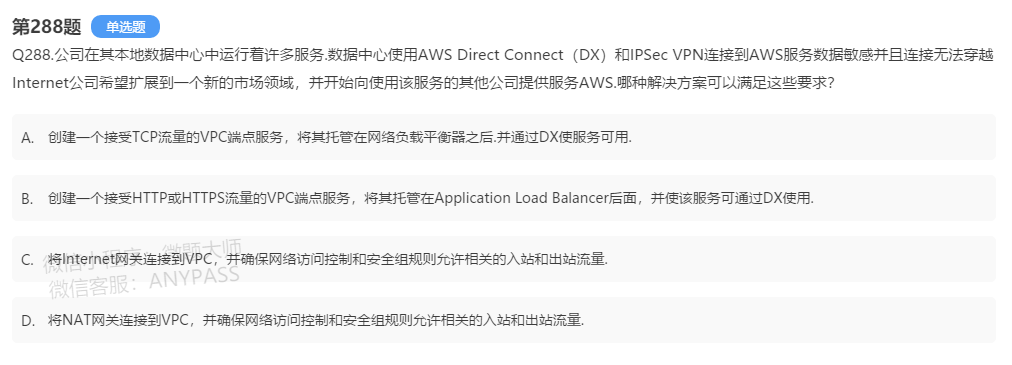 第288题 单选题
Q288.公司在其本地数据中心中运行着许多服务.数据中心使用AWS Direct Connect（DX）和IPSec VPN连接到AWS服务数据敏感并且连接无法穿越
Internet公司希望扩展到一个新的市场领域，并开始向使用该服务的其他公司提供服务AWS.哪种解决方案可以满足这些要求?
A. 创建一个接受TCP流量的VPC端点服务，将其托管在网络负载平衡器之后.并通过DX使服务可用.
B. 创建一个接受HTTP或HTTPS流量的VPC端点服务，将其托管在Application Load Balancer后面，并使该服务可通过DX使用.
C. 将Internet网关连接到VPC，并确保网络访问控制和安全组规则允许相关的入站和出站流量.
微信小程序：微题大师
微信客服：ANYPASS
D. 将NAT网关连接到VPC，并确保网络访问控制和安全组规则允许相关的入站和出站流量.